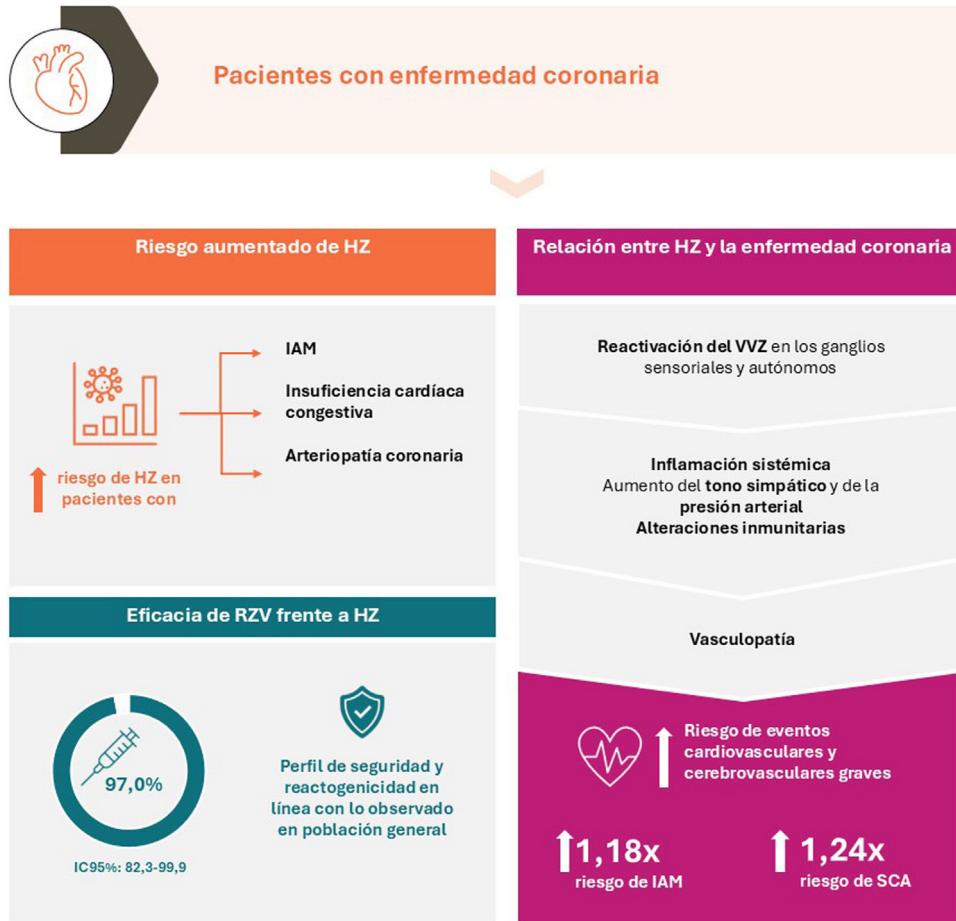 Pacientes con enfermedad coronaria
Riesgo aumentado de HZ
IAM
Insuficiencia cardíaca
congestiva
Arteriopatía coronaria
riesgo de HZ en
pacientes con
Eficacia de RZV frente a HZ
97,0%
IC95%: 82,3-99,9
Perfil de seguridad y
reactogenicidad en
línea con lo observado
en población general
Relación entre HZ y la enfermedad coronaria
Reactivación del VVZ en los ganglios
sensoriales y autónomos
Inflamación sistémica
Aumento del tono simpático y de la
presión arterial
Alteraciones inmunitarias
Vasculopatía
Riesgo de eventos
cardiovasculares y
cerebrovasculares graves
1,18x
riesgo de IAM
1,24x
riesgo de SCA